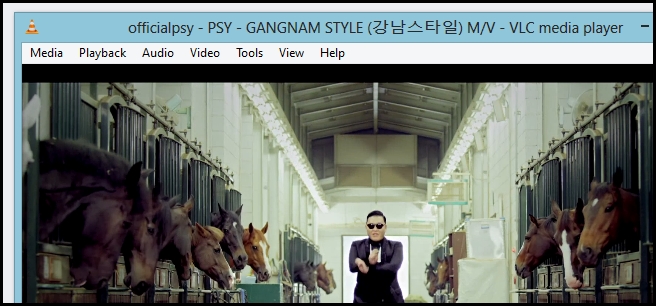 officialpsy - PSY - GANGNAM STYLE (강남스타일) M/V - VLC media player
Media Playback Audio Video Tools View Help